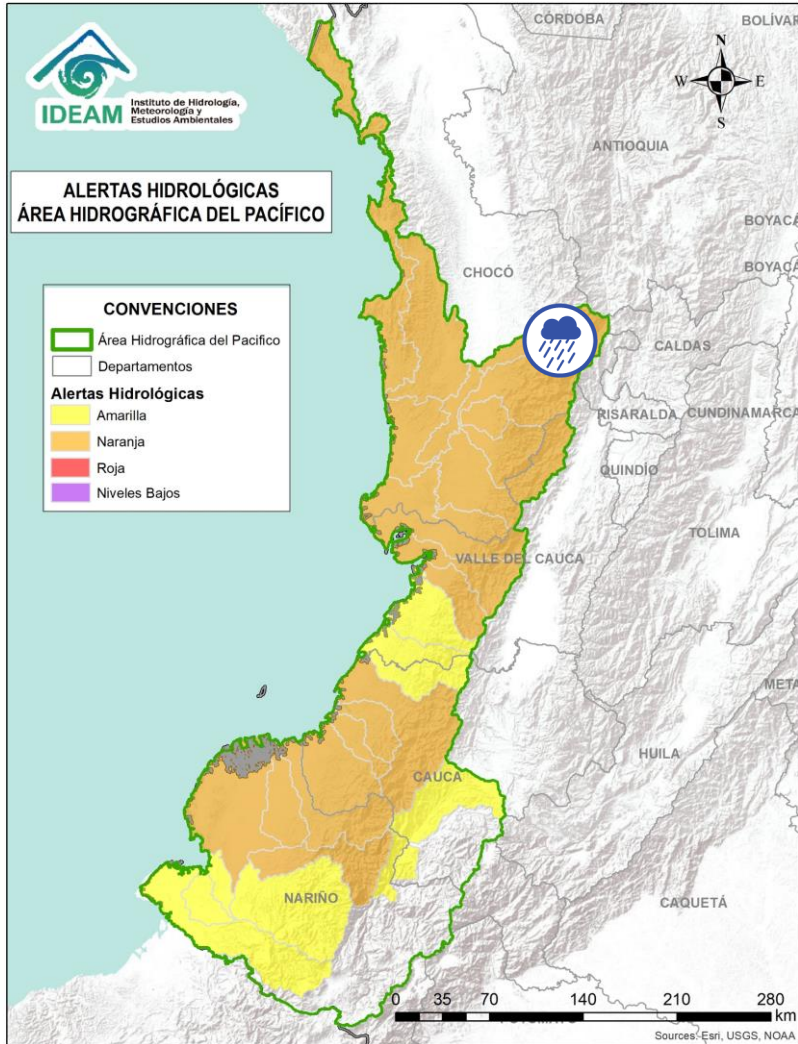 CÓRDOBA
BOLÍVAR
IDEAM
Instituto de Hidrología,
Meteorología y
Estudios Ambientales
N
W
E
S
ANTIOQUIA
ALERTAS HIDROLÓGICAS
ÁREA HIDROGRÁFICA DEL PACÍFICO
BOYACÁ
CHOCÓ
BOYACÁ
CONVENCIONES
Área Hidrográfica del Pacifico
Departamentos
Alertas Hidrológicas
Amarilla
Naranja
Roja
Niveles Bajos
CALDAS
RISARALDA
CUNDINAMARCA
QUINDÍO
TOLIMA
VALLE DEL CAUCA
META
HUILA
CAUCA
NARIÑO
CAQUETÁ
0 35 70 140 210 280
km
Sources: Esri, USGS, NOAA